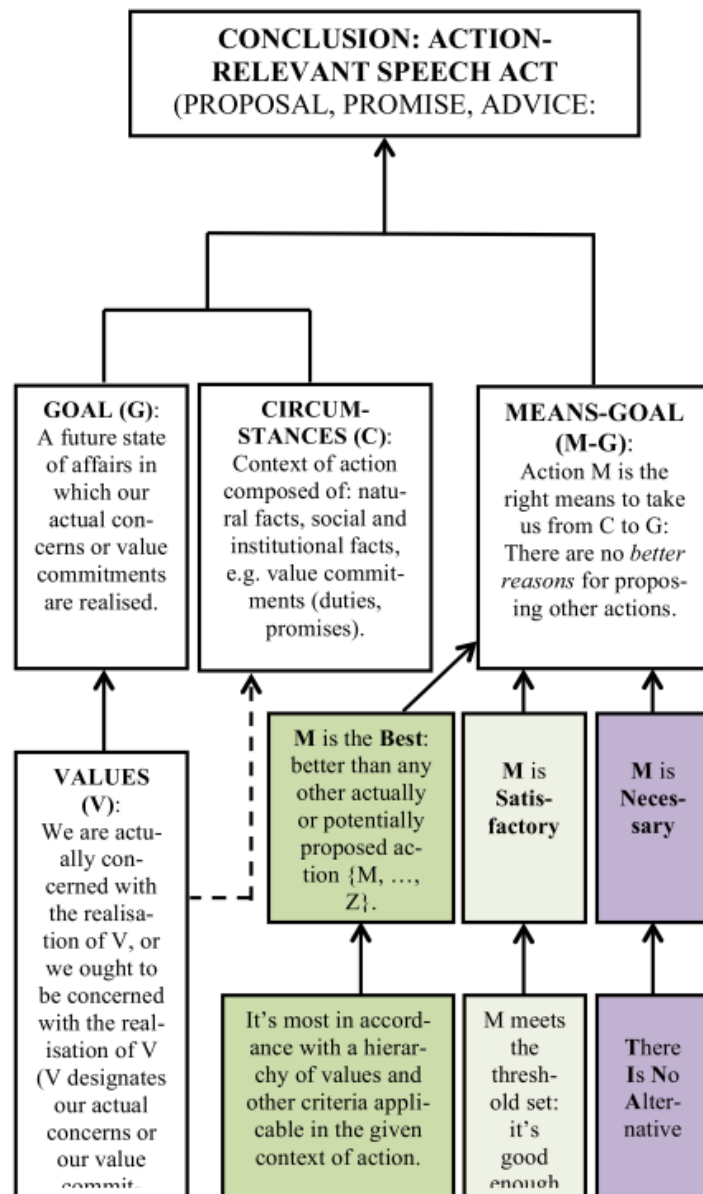 CONCLUSION: ACTION-
RELEVANT SPEECH ACT
(PROPOSAL, PROMISE, ADVICE:
GOAL (G):
A future state
of affairs in
which our
actual con-
cerns or value
commitments
are realised.
CIRCUM-
STANCES (C):
Context of action
composed of: natu-
ral facts, social and
institutional facts,
e.g. value commit-
ments (duties,
promises).
MEANS-GOAL
(M-G):
Action M is the
right means to take
us from C to G:
There are no better
reasons for propos-
ing other actions.
VALUES
(V):
We are actu-
ally con-
cerned with
the realisa-
tion of V, or
we ought to
be concerned
with the real-
isation of V
(V designates
our actual
concerns or
our value
commit-
M is the Best:
better than any
other actually
or potentially
proposed ac-
tion {M, …,
Z}.
M is
Satis-
factory
M is
Neces-
sary
It's most in accord-
ance with a hierar-
chy of values and
other criteria appli-
cable in the given
context of action.
M meets
the
thresh-
old set:
it's
good
enough
There
Is No
Alter-
native